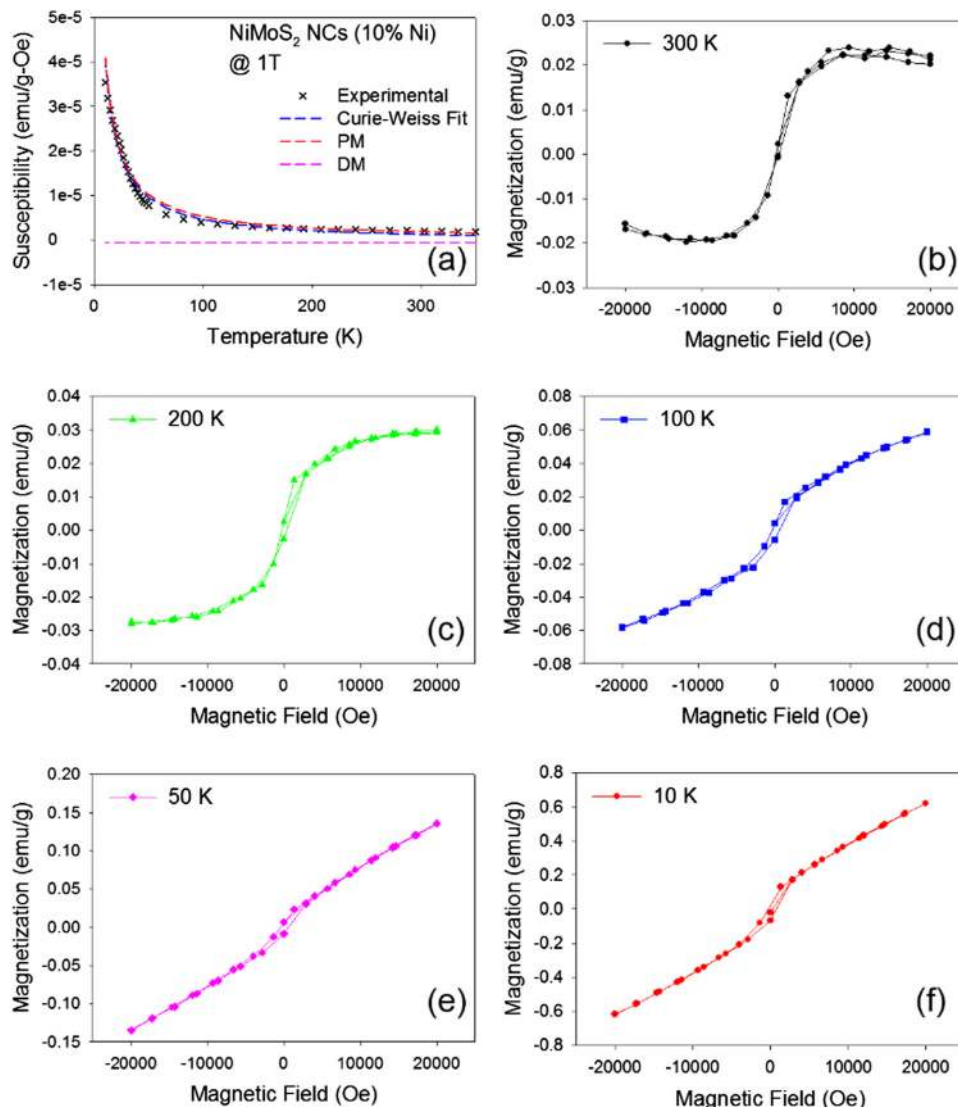 NiMoS2 NCs (10% Ni)
@ 1T
Experimental
Curie-Weiss Fit
PM
DM
5e-5
4e-5
3e-5
2e-5
1e-5
0
-1e-5
Susceptibility (emu/g-Oe)
0 100 200 300
Temperature (K)
(a)
300 K
0.03
0.02
0.01
0.00
-0.01
-0.02
-0.03
Magnetization (emu/g)
-20000 -10000 0 10000 20000
Magnetic Field (Oe)
(b)
200 K
0.04
0.03
0.02
0.01
0.00
-0.01
-0.02
-0.03
-0.04
Magnetization (emu/g)
-20000 -10000 0 10000 20000
Magnetic Field (Oe)
(c)
100 K
0.08
0.06
0.04
0.02
0.00
-0.02
-0.04
-0.06
-0.08
Magnetization (emu/g)
-20000 -10000 0 10000 20000
Magnetic Field (Oe)
(d)
50 K
0.20
0.15
0.10
0.05
0.00
-0.05
-0.10
-0.15
Magnetization (emu/g)
-20000 -10000 0 10000 20000
Magnetic Field (Oe)
(e)
10 K
0.8
0.6
0.4
0.2
0.0
-0.2
-0.4
-0.6
-0.8
Magnetization (emu/g)
-20000 -10000 0 10000 20000
Magnetic Field (Oe)
(f)